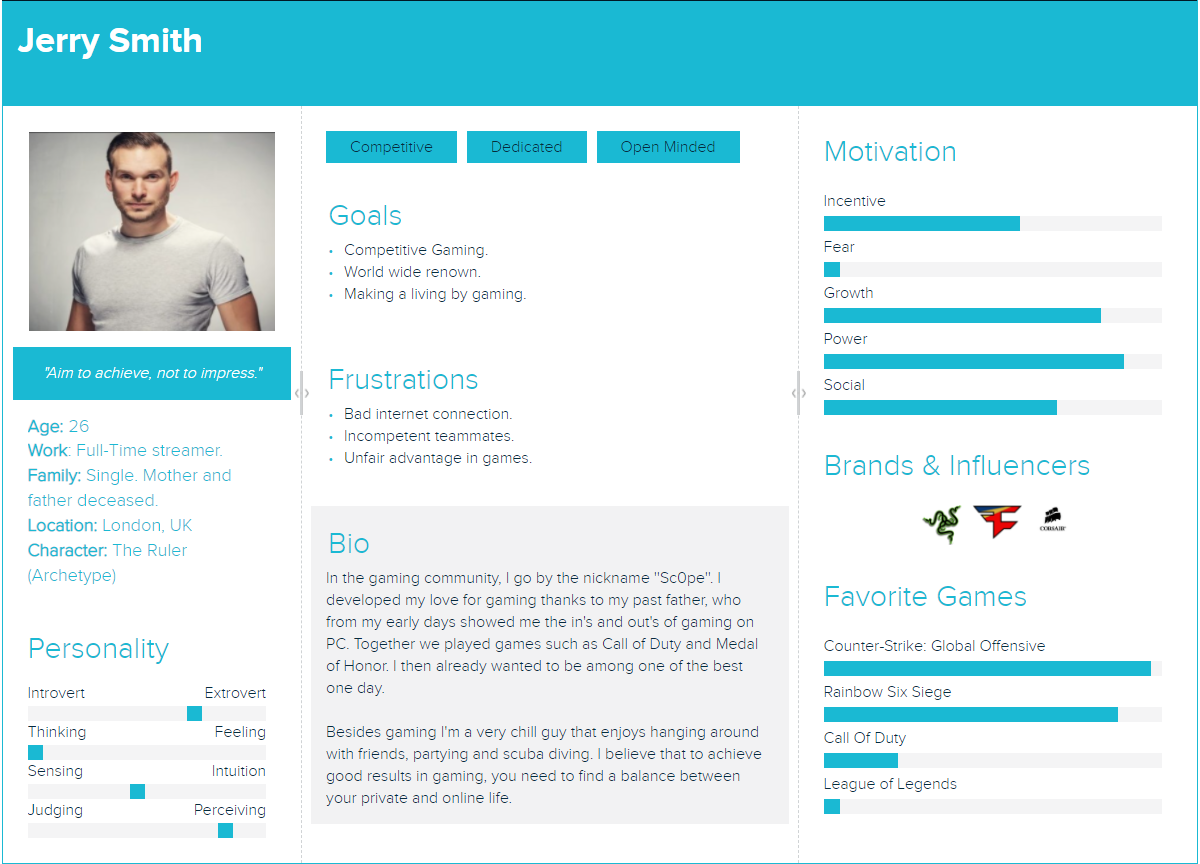 Jerry Smith
"Aim to achieve, not to impress."
Age: 26
Work: Full-Time streamer.
Family: Single. Mother and
father deceased.
Location: London, UK
Character: The Ruler
(Archetype)
Personality
Introvert Extrovert
Thinking Feeling
Sensing Intuition
Judging Perceiving
Competitive Dedicated Open Minded
Goals
• Competitive Gaming.
• World wide renown.
• Making a living by gaming.
Frustrations
• Bad internet connection.
• Incompetent teammates.
• Unfair advantage in games.
Bio
In the gaming community, I go by the nickname "Sc0pe". I
developed my love for gaming thanks to my past father, who
from my early days showed me the in's and out's of gaming on
PC. Together we played games such as Call of Duty and Medal
of Honor. I then already wanted to be among one of the best
one day.
Besides gaming I'm a very chill guy that enjoys hanging around
with friends, partying and scuba diving. I believe that to achieve
good results in gaming, you need to find a balance between
your private and online life.
Motivation
Incentive
Fear
Growth
Power
Social
Brands & Influencers
CORSAIR
Favorite Games
Counter-Strike: Global Offensive
Rainbow Six Siege
Call Of Duty
League of Legends